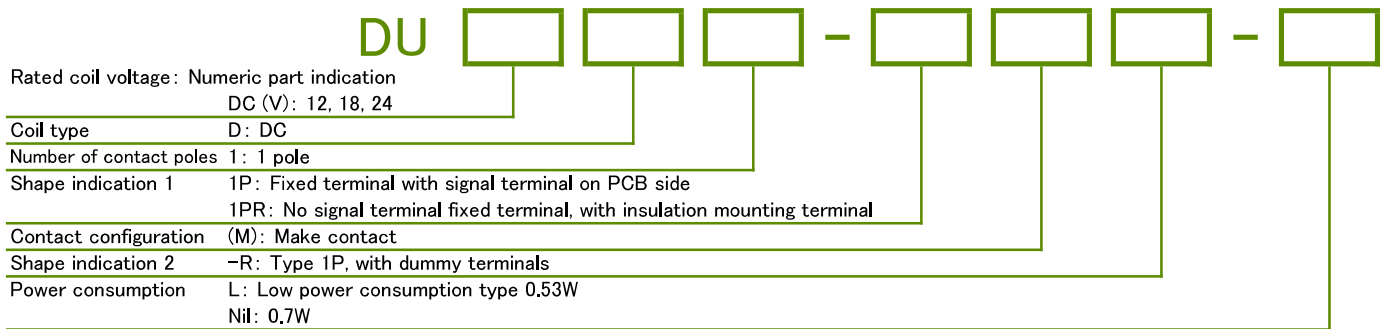 DU - -
Rated coil voltage: Numeric part indication
DC (V): 12, 18, 24
Coil type D: DC
Number of contact poles 1: 1 pole
Shape indication 1 1P: Fixed terminal with signal terminal on PCB side
1PR: No signal terminal fixed terminal, with insulation mounting terminal
Contact configuration (M): Make contact
Shape indication 2 -R: Type 1P, with dummy terminals
Power consumption L: Low power consumption type 0.53W
Nil: 0.7W